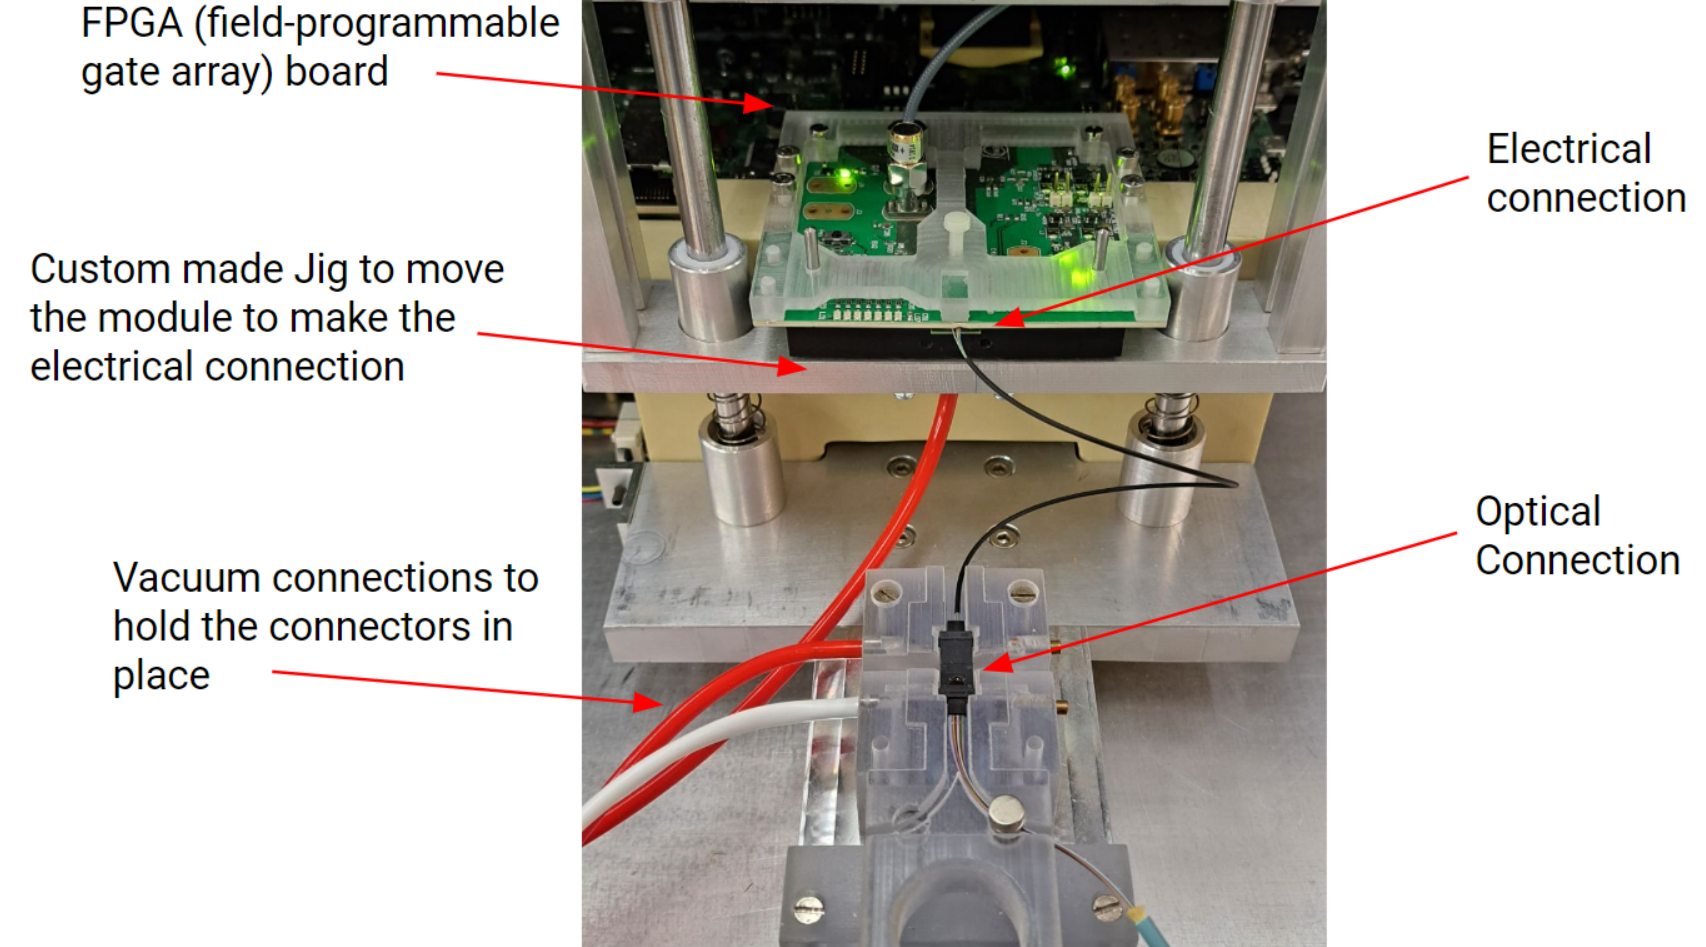 FPGA (field-programmable
gate array) board
Electrical
connection
Custom made Jig to move
the module to make the
electrical connection
Optical
Connection
Vacuum connections to
hold the connectors in
place